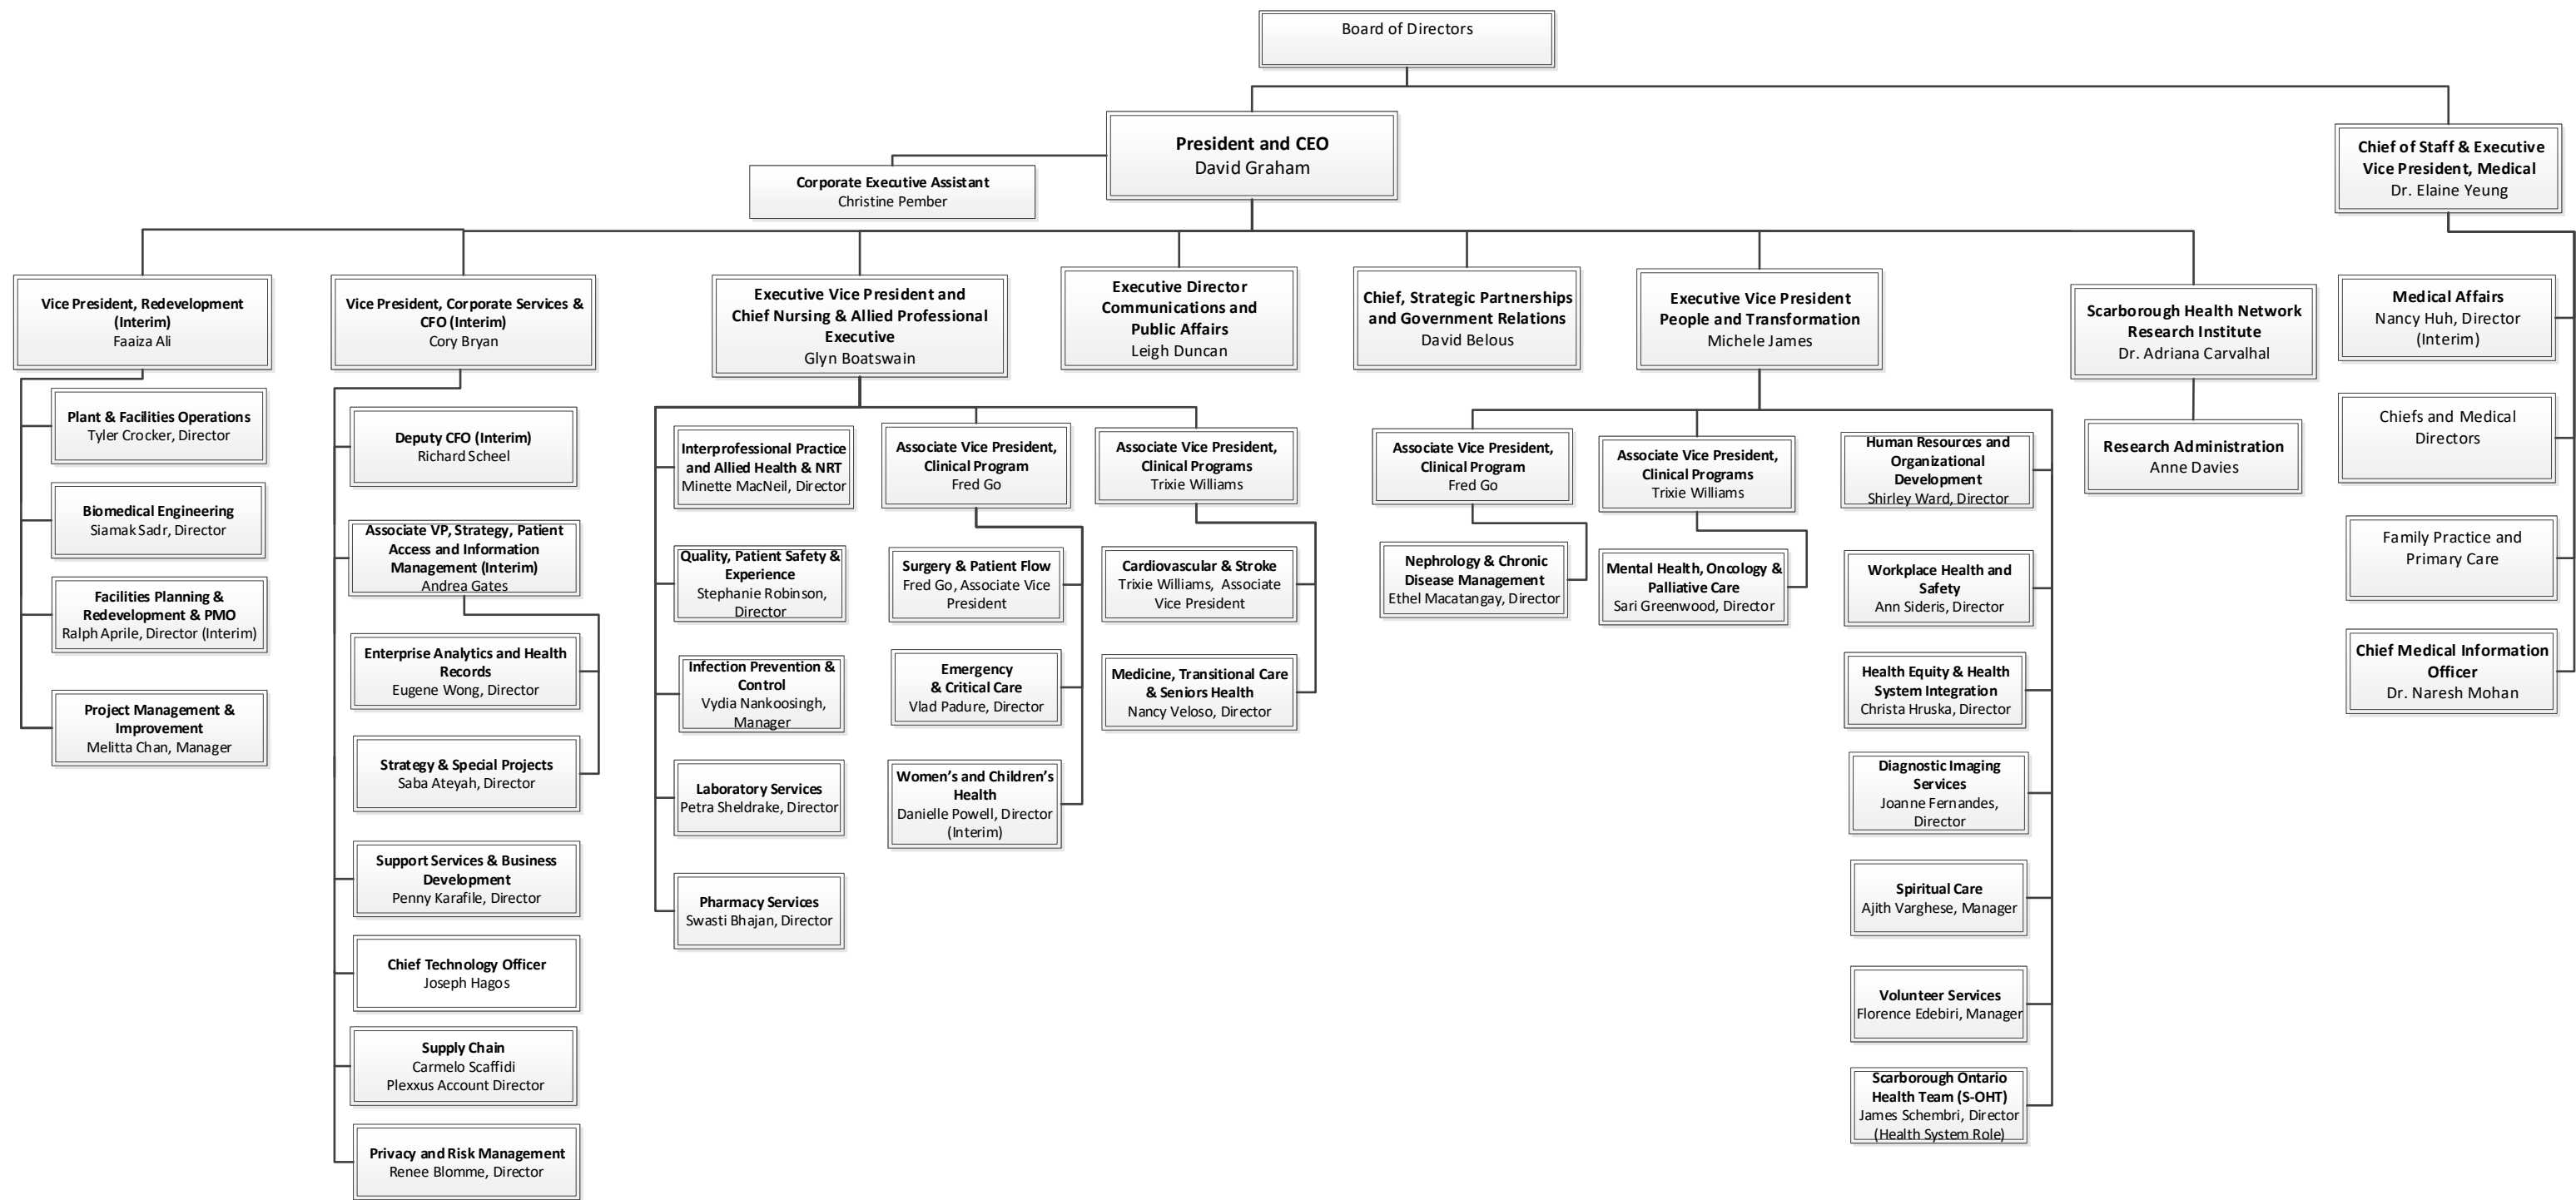 Board of Directors
President and CEO
David Graham
Corporate Executive Assistant
Christine Pember
Chief of Staff & Executive
Vice President, Medical
Dr. Elaine Yeung
Vice President, Redevelopment
(Interim)
Faaiza Ali
Vice President, Corporate Services &
CFO (Interim)
Cory Bryan
Executive Vice President and
Chief Nursing & Allied Professional
Executive
Glyn Boatswain
Executive Director
Communications and
Public Affairs
Leigh Duncan
Chief, Strategic Partnerships
and Government Relations
David Belous
Executive Vice President
People and Transformation
Michele James
Scarborough Health Network
Research Institute
Dr. Adriana Carvalhal
Medical Affairs
Nancy Huh, Director
(Interim)
Plant & Facilities Operations
Tyler Crocker, Director
Biomedical Engineering
Siamak Sadr, Director
Facilities Planning &
Redevelopment & PMO
Ralph Aprile, Director (Interim)
Project Management &
Improvement
Melitta Chan, Manager
Deputy CFO (Interim)
Richard Scheel
Associate VP, Strategy, Patient
Access and Information
Management (Interim)
Andrea Gates
Enterprise Analytics and Health
Records
Eugene Wong, Director
Strategy & Special Projects
Saba Ateyah, Director
Support Services & Business
Development
Penny Karafile, Director
Chief Technology Officer
Joseph Hagos
Supply Chain
Carmelo Scaffidi
Plexxus Account Director
Privacy and Risk Management
Renee Blomme, Director
Interprofessional Practice
and Allied Health & NRT
Minette MacNeil, Director
Quality, Patient Safety &
Experience
Stephanie Robinson,
Director
Infection Prevention &
Control
Vydia Nankoosingh,
Manager
Laboratory Services
Petra Sheldrake, Director
Pharmacy Services
Swasti Bhajan, Director
Associate Vice President,
Clinical Program
Fred Go
Surgery & Patient Flow
Fred Go, Associate Vice
President
Emergency
& Critical Care
Vlad Padure, Director
Women’s and Children’s
Health
Danielle Powell, Director
(Interim)
Associate Vice President,
Clinical Programs
Trixie Williams
Cardiovascular & Stroke
Trixie Williams, Associate
Vice President
Medicine, Transitional Care
& Seniors Health
Nancy Veloso, Director
Associate Vice President,
Clinical Program
Fred Go
Nephrology & Chronic
Disease Management
Ethel Macatangay, Director
Associate Vice President,
Clinical Programs
Trixie Williams
Mental Health, Oncology &
Palliative Care
Sari Greenwood, Director
Human Resources and
Organizational
Development
Shirley Ward, Director
Workplace Health and
Safety
Ann Sideris, Director
Health Equity & Health
System Integration
Christa Hruska, Director
Diagnostic Imaging
Services
Joanne Fernandes,
Director
Spiritual Care
Ajith Varghese, Manager
Volunteer Services
Florence Edebiri, Manager
Scarborough Ontario
Health Team (S-OHT)
James Schembri, Director
(Health System Role)
Research Administration
Anne Davies
Chiefs and Medical
Directors
Family Practice and
Primary Care
Chief Medical Information
Officer
Dr. Naresh Mohan